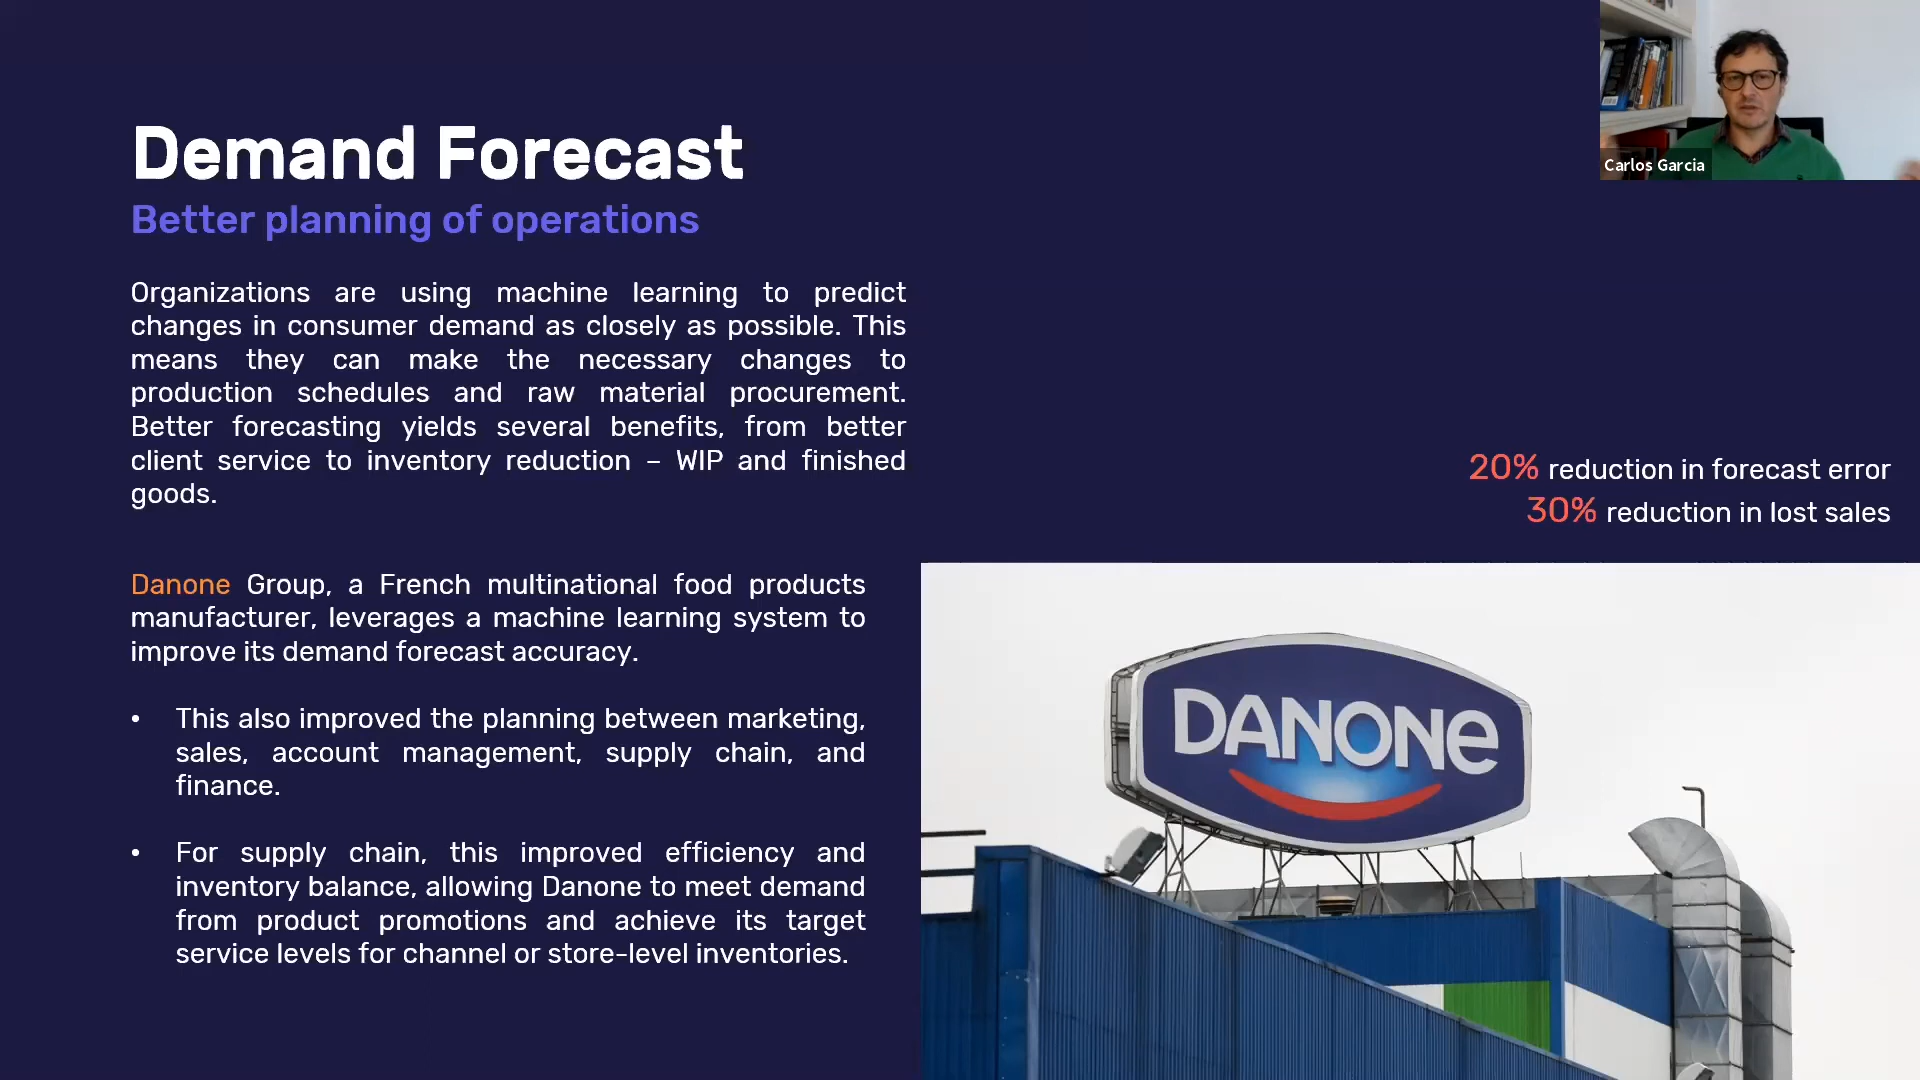 Demand Forecast
Better planning of operations
Organizations are using machine learning to predict
changes in consumer demand as closely as possible. This
means they can make the necessary changes to
production schedules and raw material procurement.
Better forecasting yields several benefits, from better
client service to inventory reduction – WIP and finished
goods.
Danone Group, a French multinational food products
manufacturer, leverages a machine learning system to
improve its demand forecast accuracy.
• This also improved the planning between marketing,
sales, account management, supply chain, and
finance.
• For supply chain, this improved efficiency and
inventory balance, allowing Danone to meet demand
from product promotions and achieve its target
service levels for channel or store-level inventories.
Carlos Garcia
20% reduction in forecast error
30% reduction in lost sales
DANONE